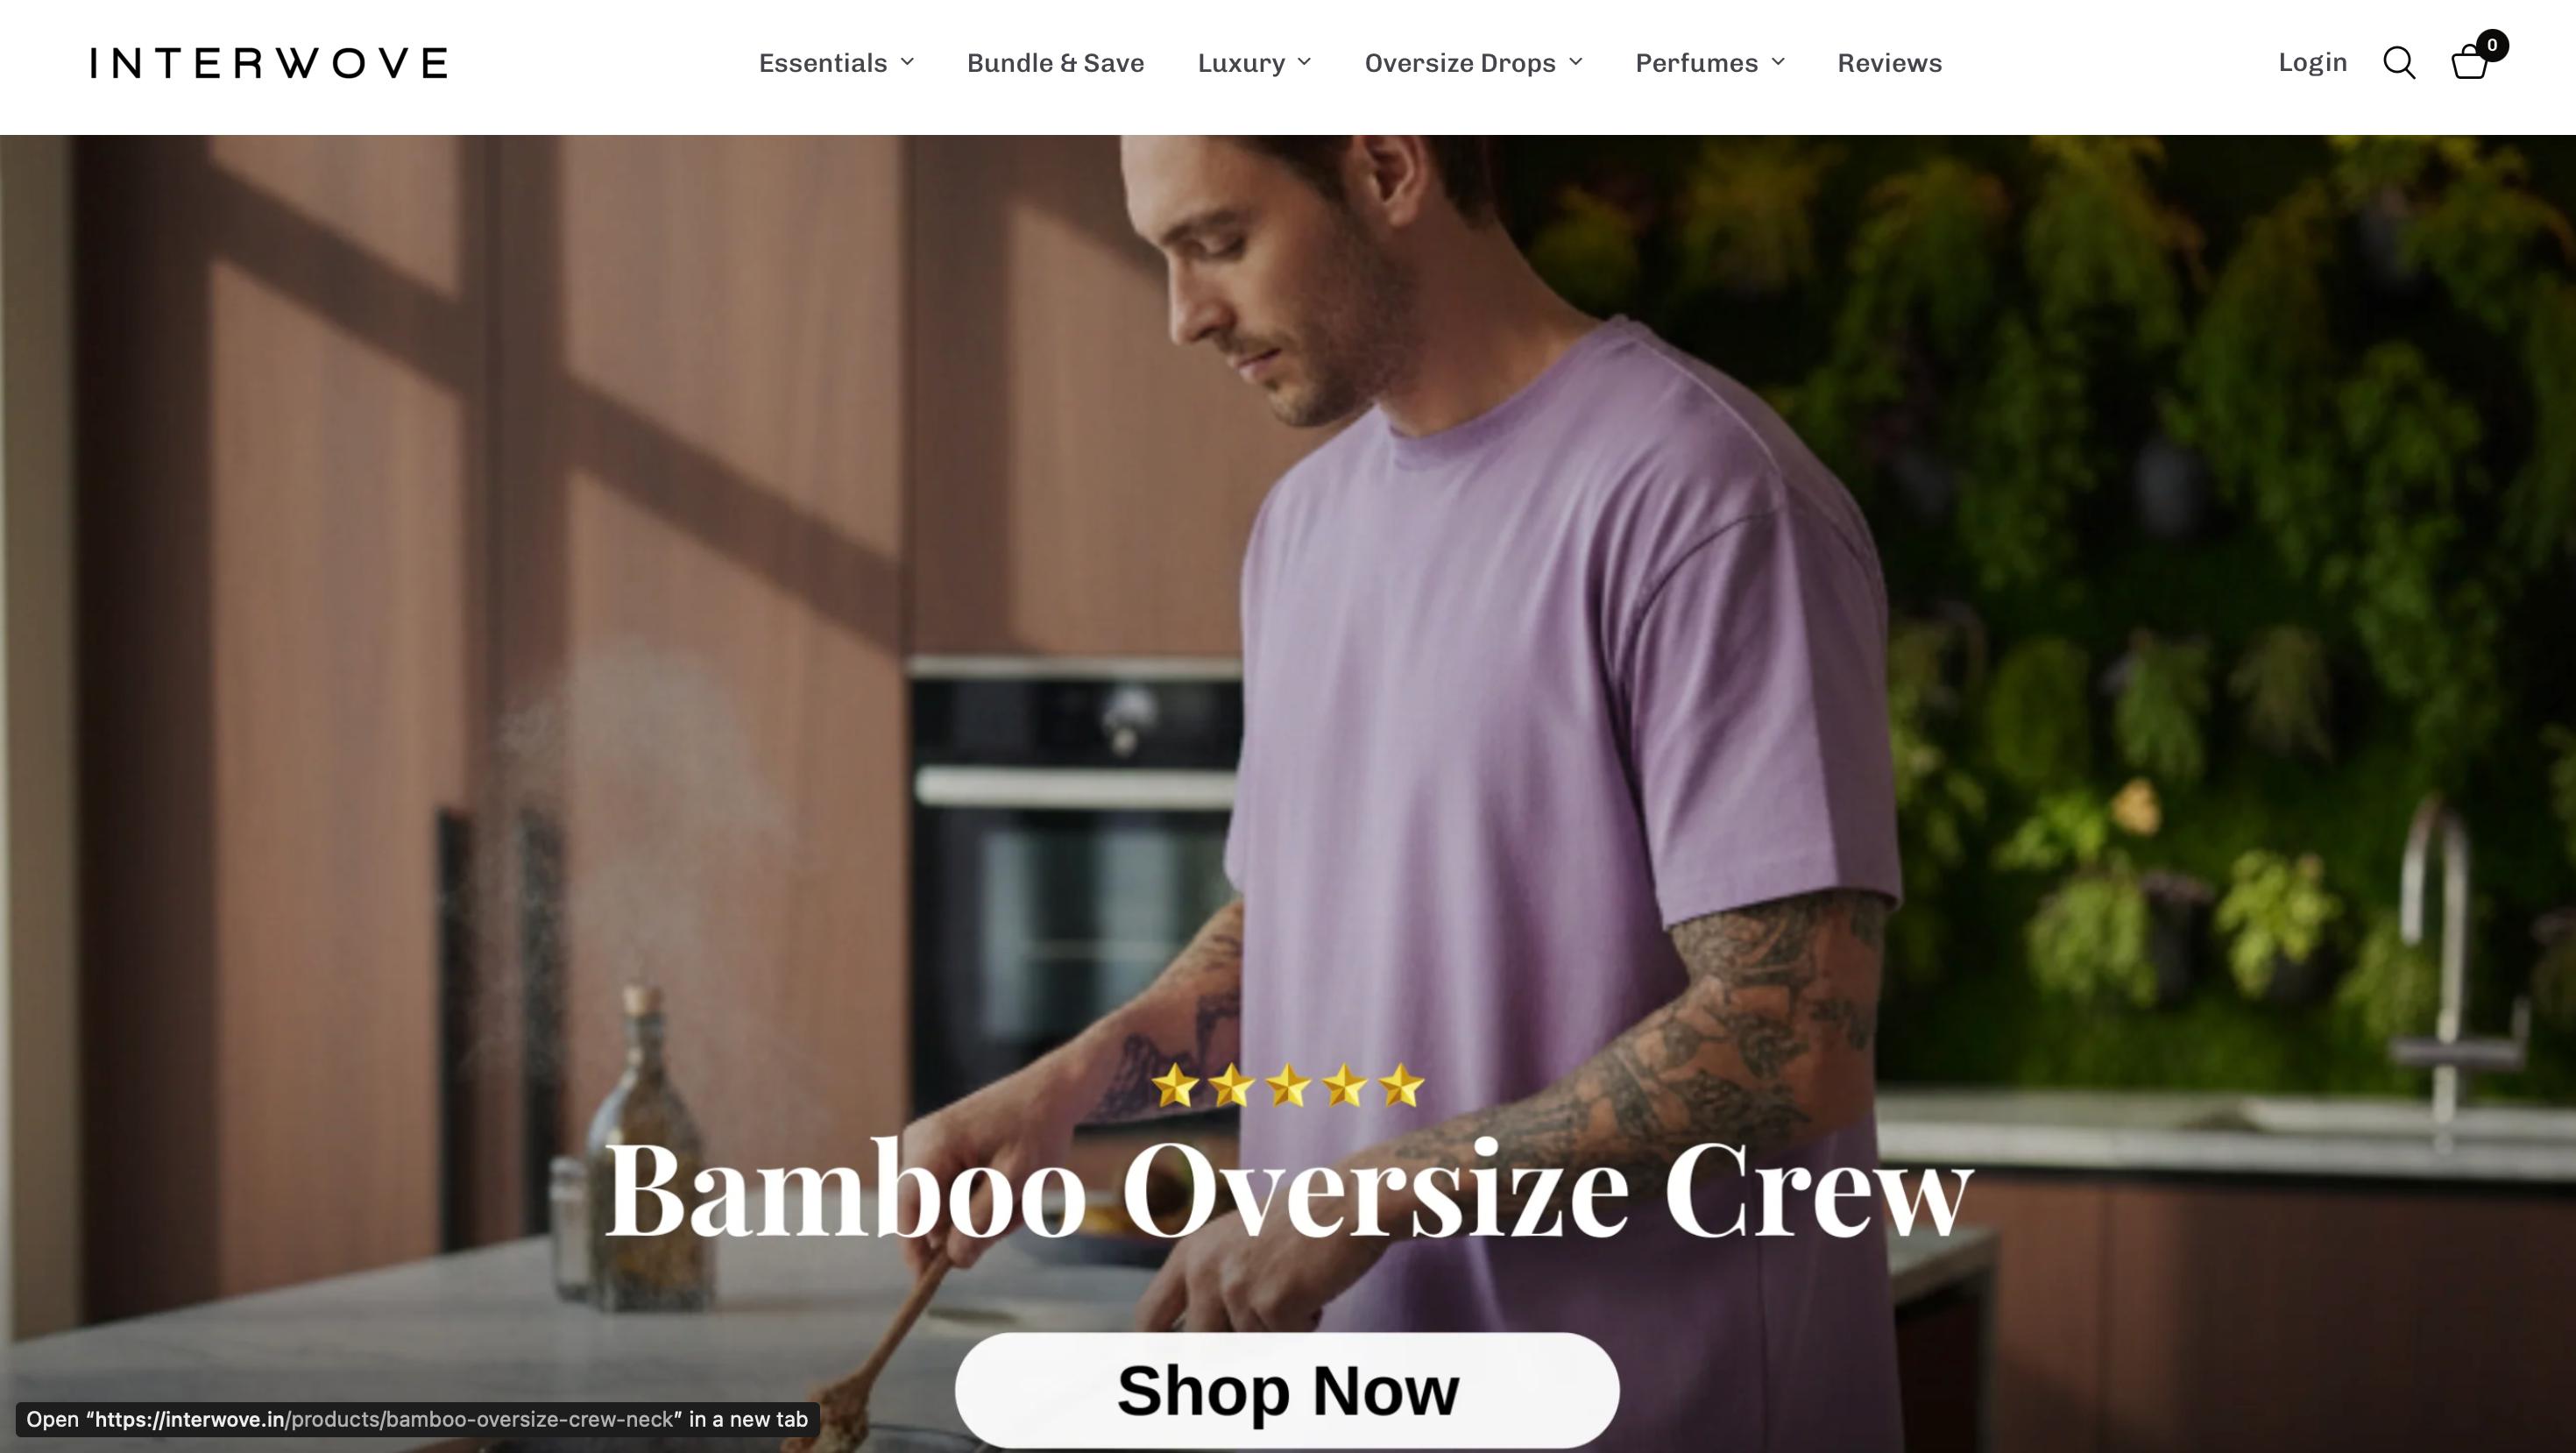 INTERWOVE
Essentials
Bundle & Save
Luxury
Oversize Drops
Perfumes
Reviews
Login
0
Bamboo Oversize Crew
Shop Now
Open “https://interwove.in/products/bamboo-oversize-crew-neck” in a new tab